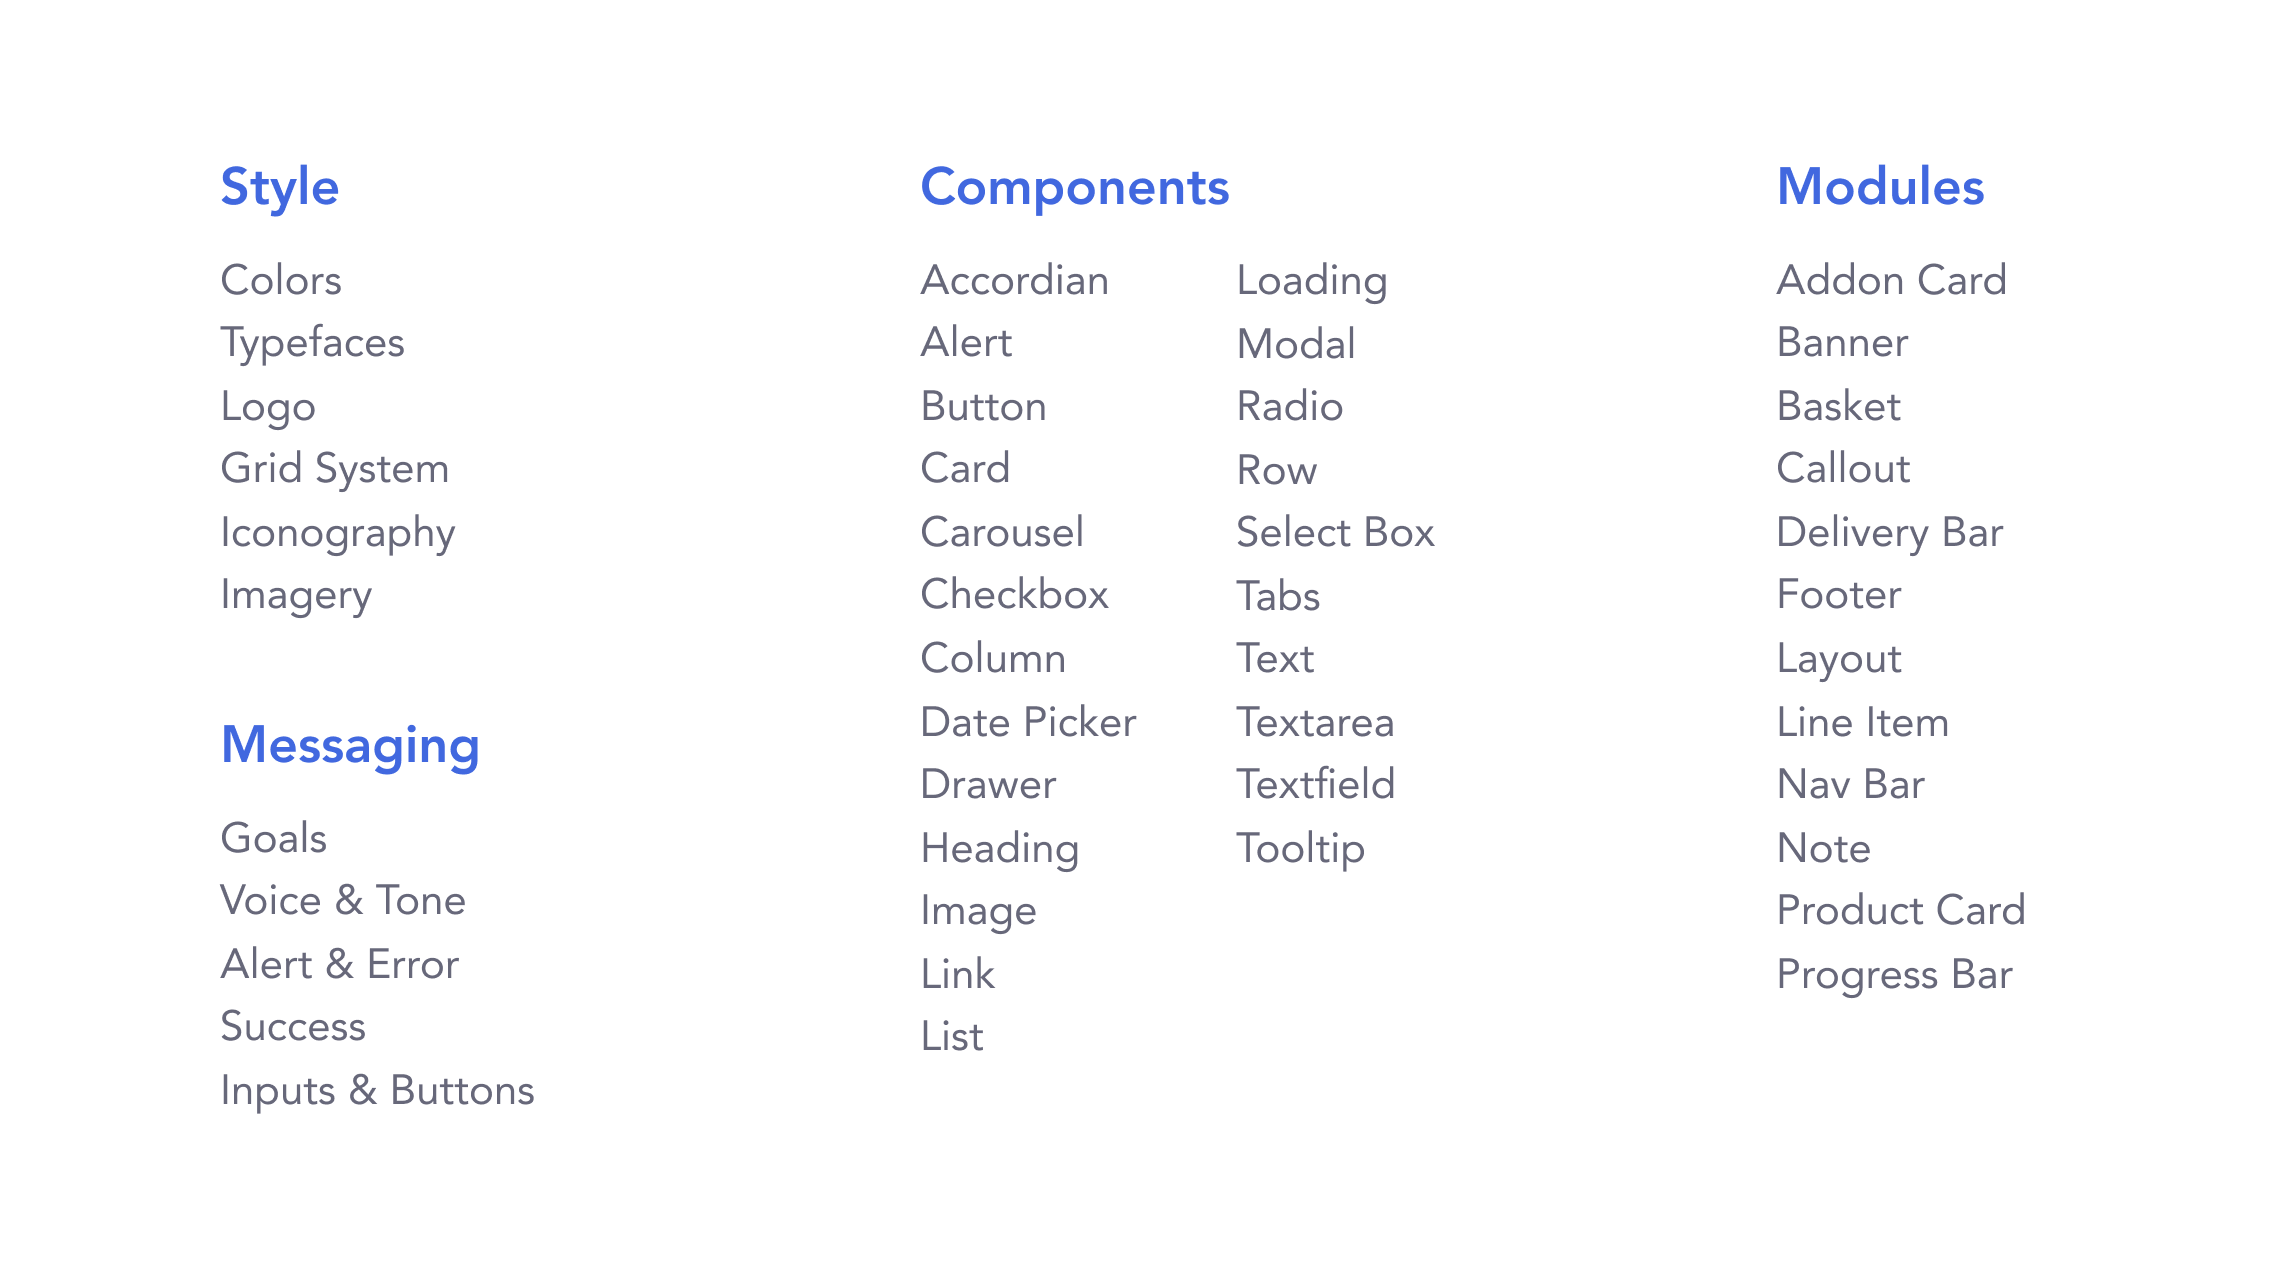 Style
Colors
Typefaces
Logo
Grid System
Iconography
Imagery
Messaging
Goals
Voice & Tone
Alert & Error
Success
Inputs & Buttons
Components
Accordian
Alert
Button
Card
Carousel
Checkbox
Column
Date Picker
Drawer
Heading
Image
Link
List
Loading
Modal
Radio
Row
Select Box
Tabs
Text
Textarea
Textfield
Tooltip
Modules
Addon Card
Banner
Basket
Callout
Delivery Bar
Footer
Layout
Line Item
Nav Bar
Note
Product Card
Progress Bar